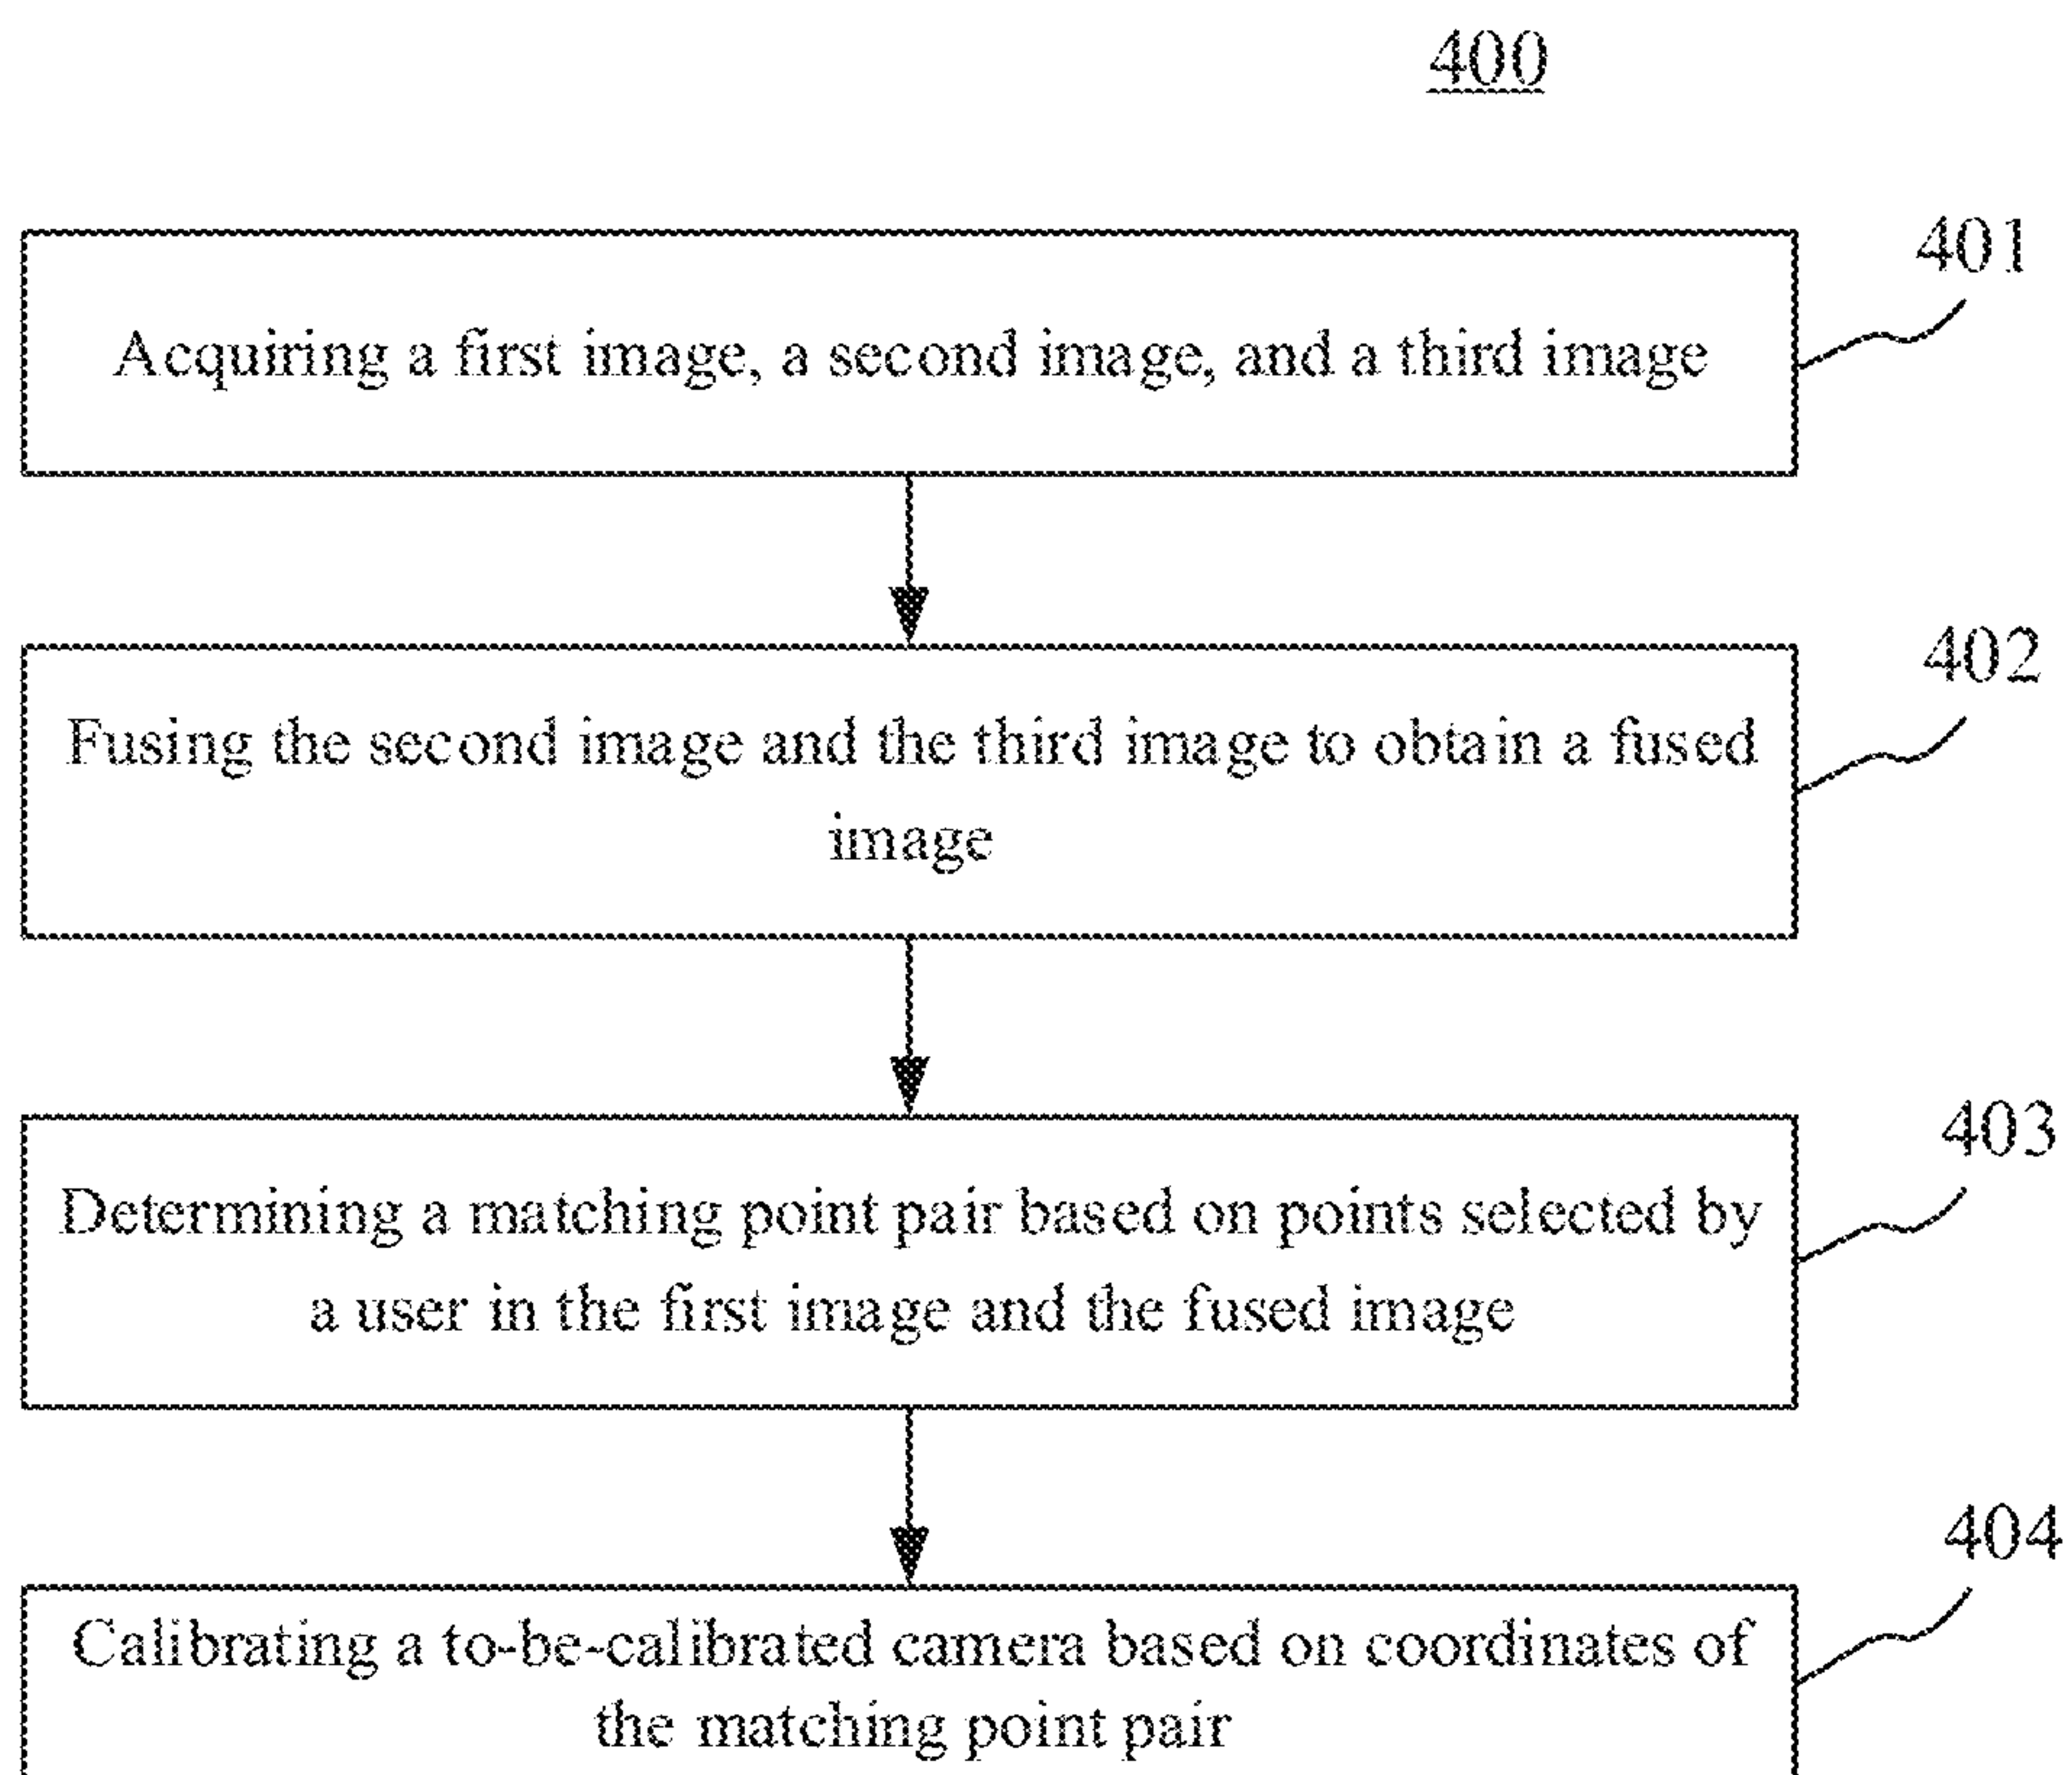 400
401
Acquiring a first image, a second image, and a third image
402
Fusing the second image and the third image to obtain a fused
image
403
Determining a matching point pair based on points selected by
a user in the first image and the fused image
404
Calibrating a to-be-calibrated camera based on coordinates of
the matching point pair